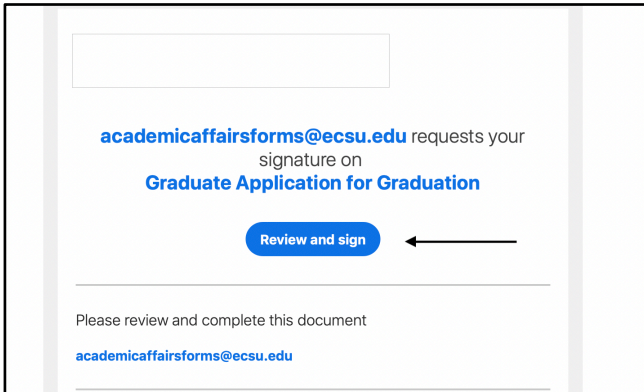 academicaffairsforms@ecsu.edu requests your
signature on
Graduate Application for Graduation
Review and sign
Please review and complete this document
academicaffairsforms@ecsu.edu